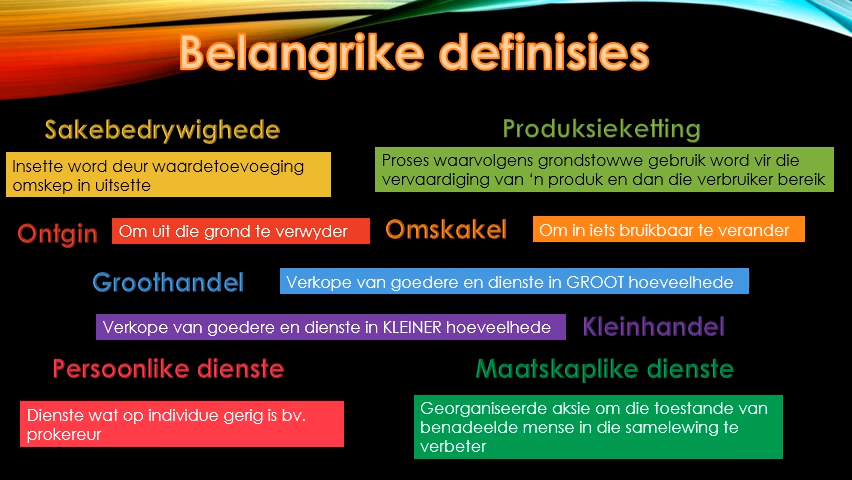 Belangrike definisies
Sakebedrywighede
Insette word deur waardetoevoeging
omskep in uitsette
Produksieketting
Proses waarvolgens grondstowwe gebruik word vir die
vervaardiging van ‘n produk en dan die verbruiker bereik
Ontgin
Om uit die grond te verwyder
Omskakel
Om in iets bruikbaar te verander
Groothandel
Verkope van goedere en dienste in GROOT hoeveelhede
Verkope van goedere en dienste in KLEINER hoeveelhede
Kleinhandel
Persoonlike dienste
Dienste wat op individue gerig is bv.
prokereur
Maatskaplike dienste
Georganiseerde aksie om die toestande van
benadeelde mense in die samelewing te
verbeter